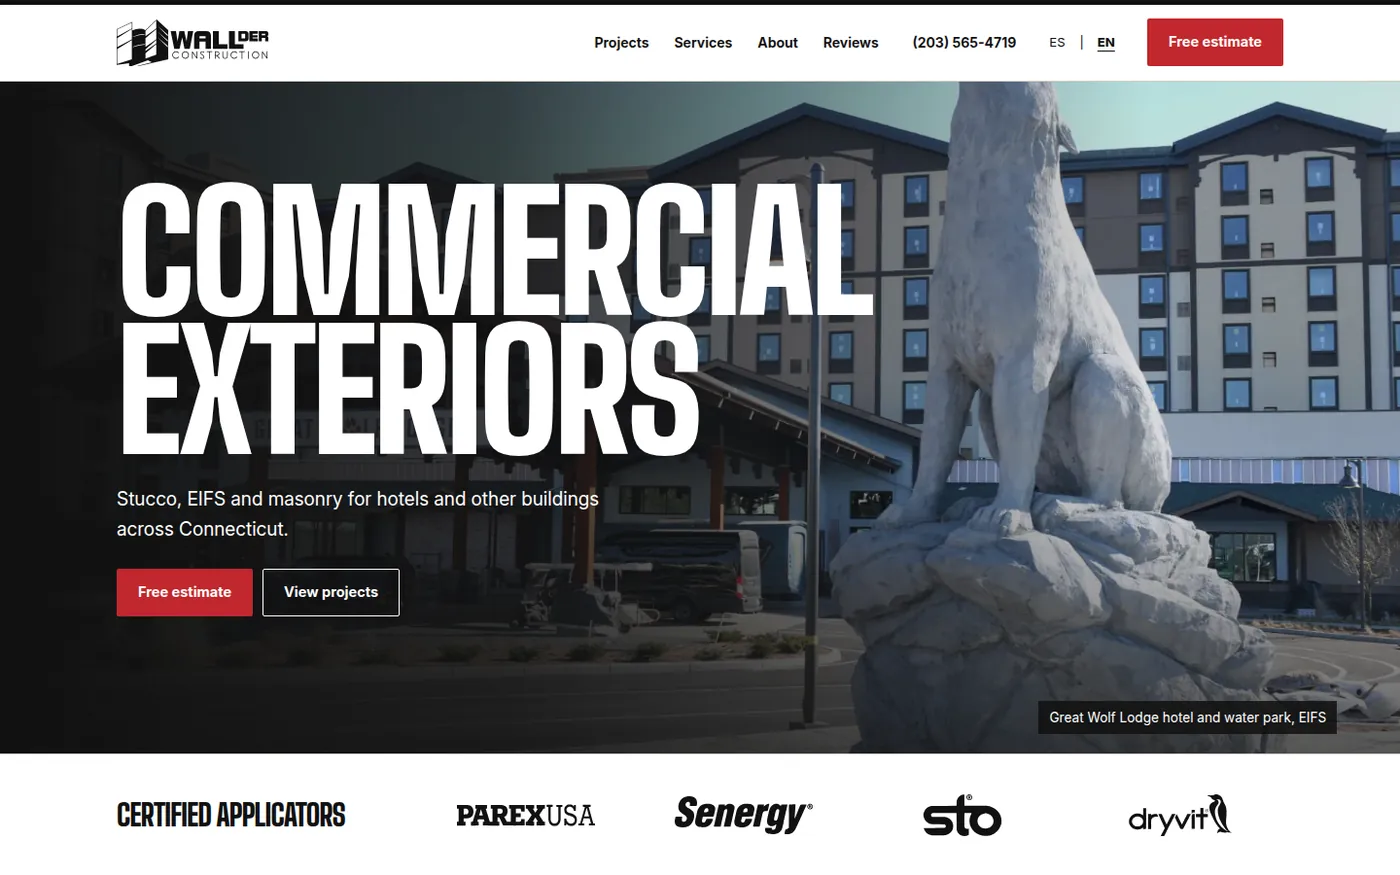 WALLDER
CONSTRUCTION
Projects
Services
About
Reviews
(203) 565-4719
ES | EN
Free estimate
COMMERCIAL
EXTERIORS
Stucco, EIFS and masonry for hotels and other buildings
across Connecticut.
Free estimate
View projects
Great Wolf Lodge hotel and water park, EIFS
CERTIFIED APPLICATORS
PAREXUSA
Senergy®
sto®
dryvit